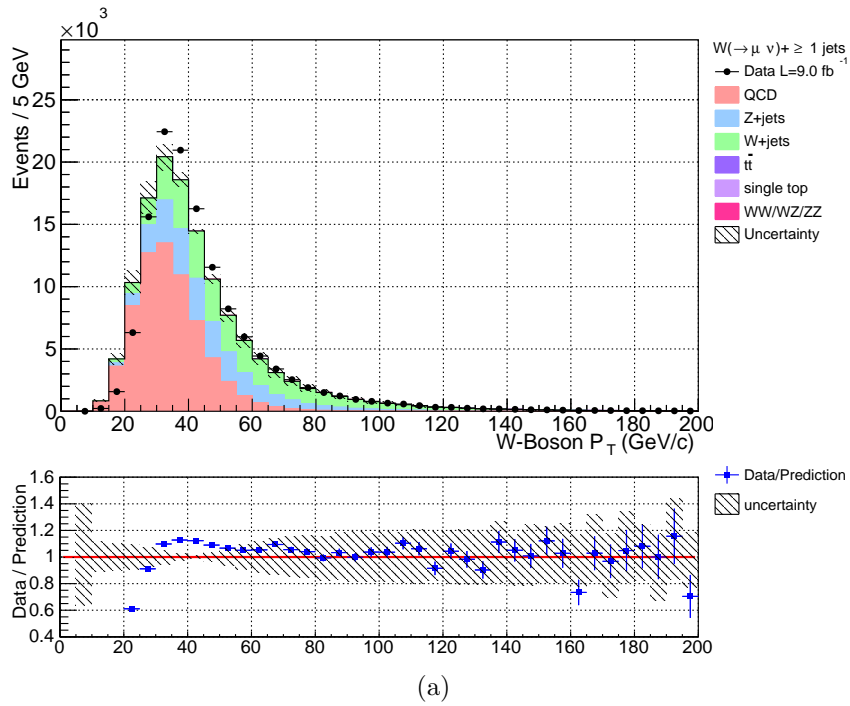 ×10³
Events / 5 GeV
25
20
15
10
5
0
0 20 40 60 80 100 120 140 160 180 200
W-Boson P_T (GeV/c)
W(→μ ν)+ ≥ 1 jets
Data L=9.0 fb⁻¹
QCD
Z+jets
W+jets
tt̄
single top
WW/WZ/ZZ
Uncertainty
Data / Prediction
1.6
1.4
1.2
1
0.8
0.6
0.4
0 20 40 60 80 100 120 140 160 180 200
Data/Prediction
uncertainty
(a)